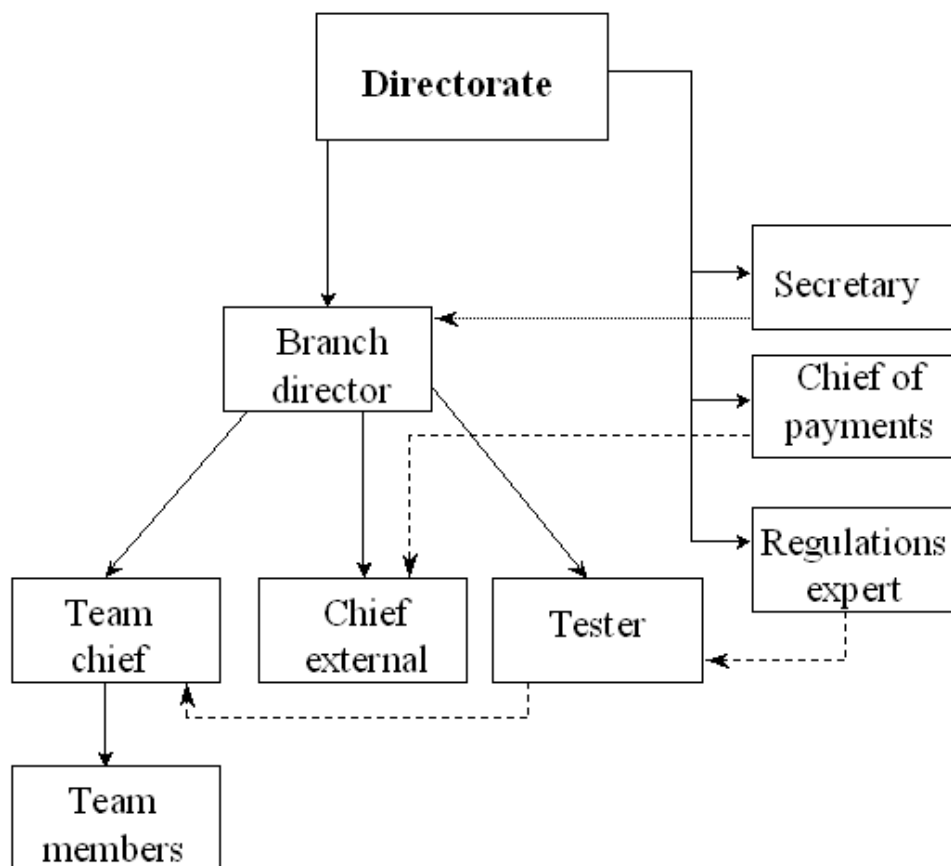 Directorate
Secretary
Branch
director
Chief of
payments
Regulations
expert
Team
chief
Chief
external
Tester
Team
members